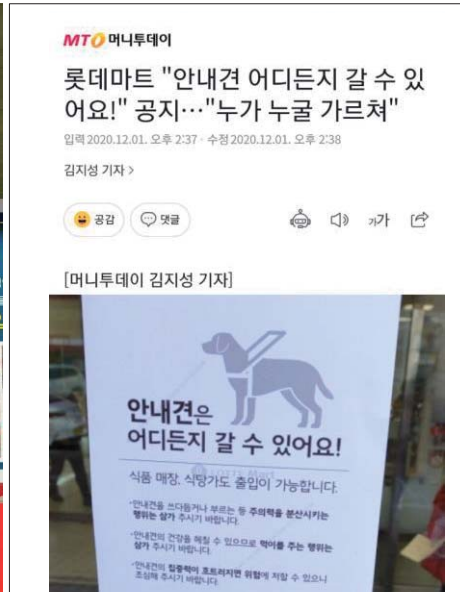 MTO 머니투데이
롯데마트 "안내견 어디든지 갈 수 있
어요!" 공지…"누가 누굴 가르쳐"
입력 2020.12.01. 오후 2:37 · 수정 2020.12.01. 오후 2:38
김지성 기자 >
공감 댓글 가가
[머니투데이 김지성 기자]
안내견은
어디든지 갈 수 있어요!
LOTTE Mart
식품 매장, 식당가도 출입이 가능합니다.
·안내견을 쓰다듬거나 부르는 등 주의력을 분산시키는
행위는 삼가 주시기 바랍니다.
·안내견의 건강을 해칠 수 있으므로 먹이를 주는 행위는
삼가 주시기 바랍니다.
·안내견의 집중력이 흐트러지면 위험에 처할 수 있으니
조심해 주시기 바랍니다.